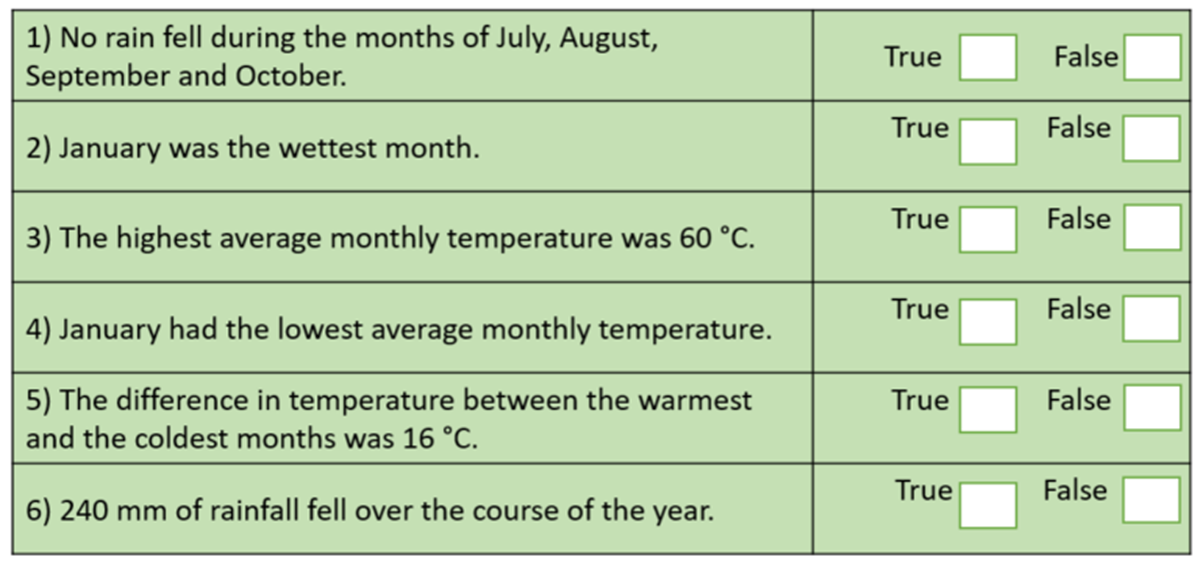 1) No rain fell during the months of July, August,
September and October.
True False
2) January was the wettest month.
True False
3) The highest average monthly temperature was 60 °C.
True False
4) January had the lowest average monthly temperature.
True False
5) The difference in temperature between the warmest
and the coldest months was 16 °C.
True False
6) 240 mm of rainfall fell over the course of the year.
True False